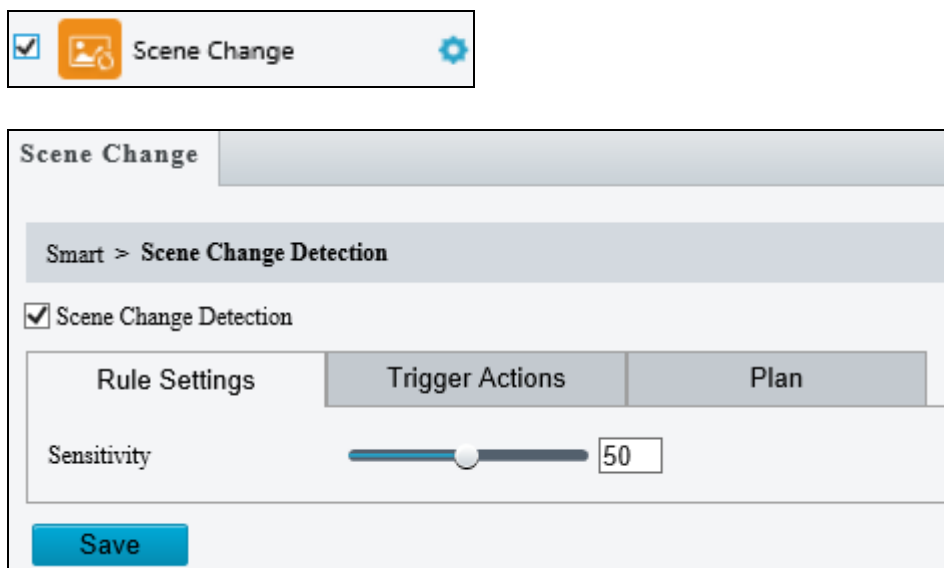 Scene Change
Scene Change
Smart > Scene Change Detection
Scene Change Detection
Rule Settings Trigger Actions Plan
Sensitivity 50
Save